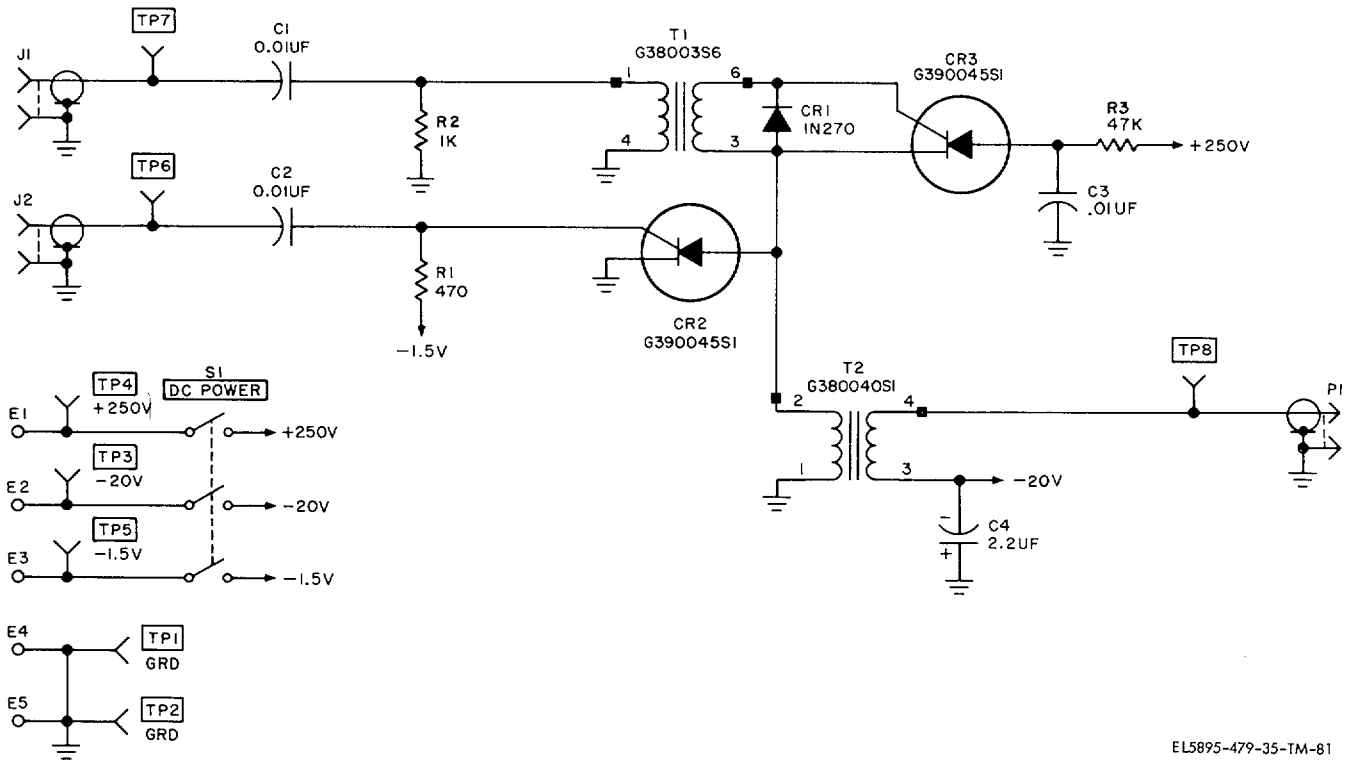 TP7
J1
C1
0.01UF
R2
1K
T1
G38003S6
1
4
6
3
CR1
1N270
CR3
G390045S1
R3
47K
+250V
C3
.01UF
TP6
J2
C2
0.01UF
R1
470
-1.5V
CR2
G390045S1
T2
G380040S1
2
1
4
3
TP8
P1
-20V
-
+
C4
2.2UF
S1
DC POWER
E1
TP4
+250V
+250V
E2
TP3
-20V
-20V
E3
TP5
-1.5V
-1.5V
E4
TP1
GRD
E5
TP2
GRD
EL5895-479-35-TM-81